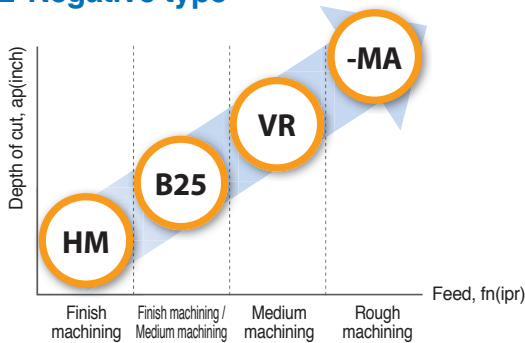 Negative type
Depth of cut, ap(inch)
-MA
VR
B25
HM
Feed, fn(ipr)
Finish
machining
Finish machining /
Medium machining
Medium
machining
Rough
machining